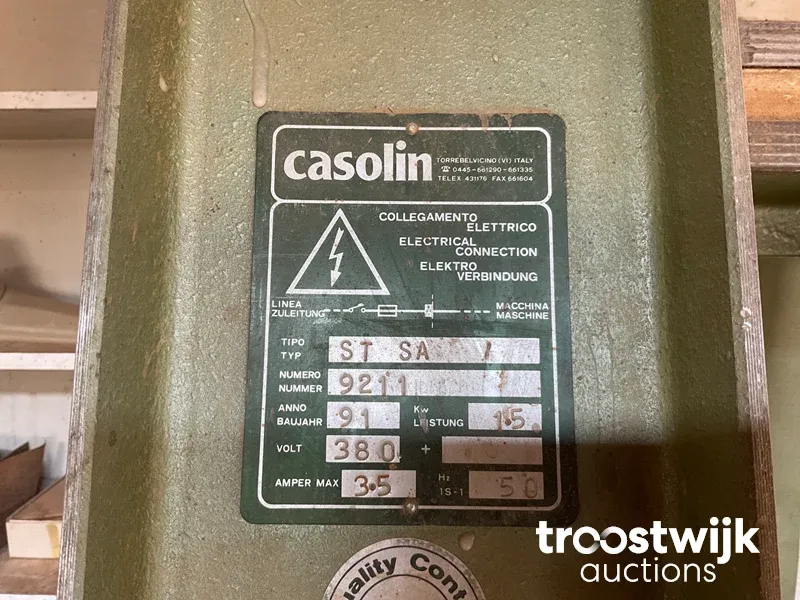 casolin
TORREBELVICINO (VI) ITALY
☎ 0445-661290-661335
TELEX 431176 FAX 661604
COLLEGAMENTO
ELETTRICO
ELECTRICAL
CONNECTION
ELEKTRO
VERBINDUNG
LINEA
ZULEITUNG
MACCHINA
MASCHINE
TIPO
TYP
ST SA /
NUMERO
NUMMER
9211
ANNO
BAUJAHR
91
Kw
LEISTUNG
1.5
VOLT
380
+
AMPER MAX
3.5
Hz
1S-1
50
Quality Cont
troostwijk
auctions